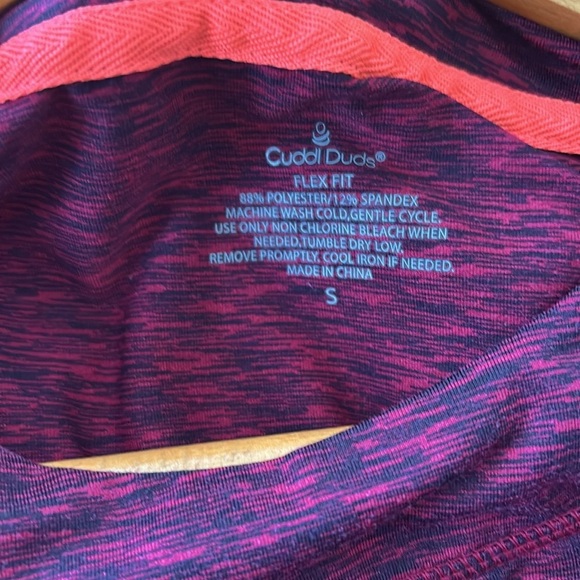 Cuddl Duds®
FLEX FIT
88% POLYESTER/12% SPANDEX
MACHINE WASH COLD,GENTLE CYCLE.
USE ONLY NON CHLORINE BLEACH WHEN
NEEDED.TUMBLE DRY LOW.
REMOVE PROMPTLY. COOL IRON IF NEEDED.
MADE IN CHINA
S